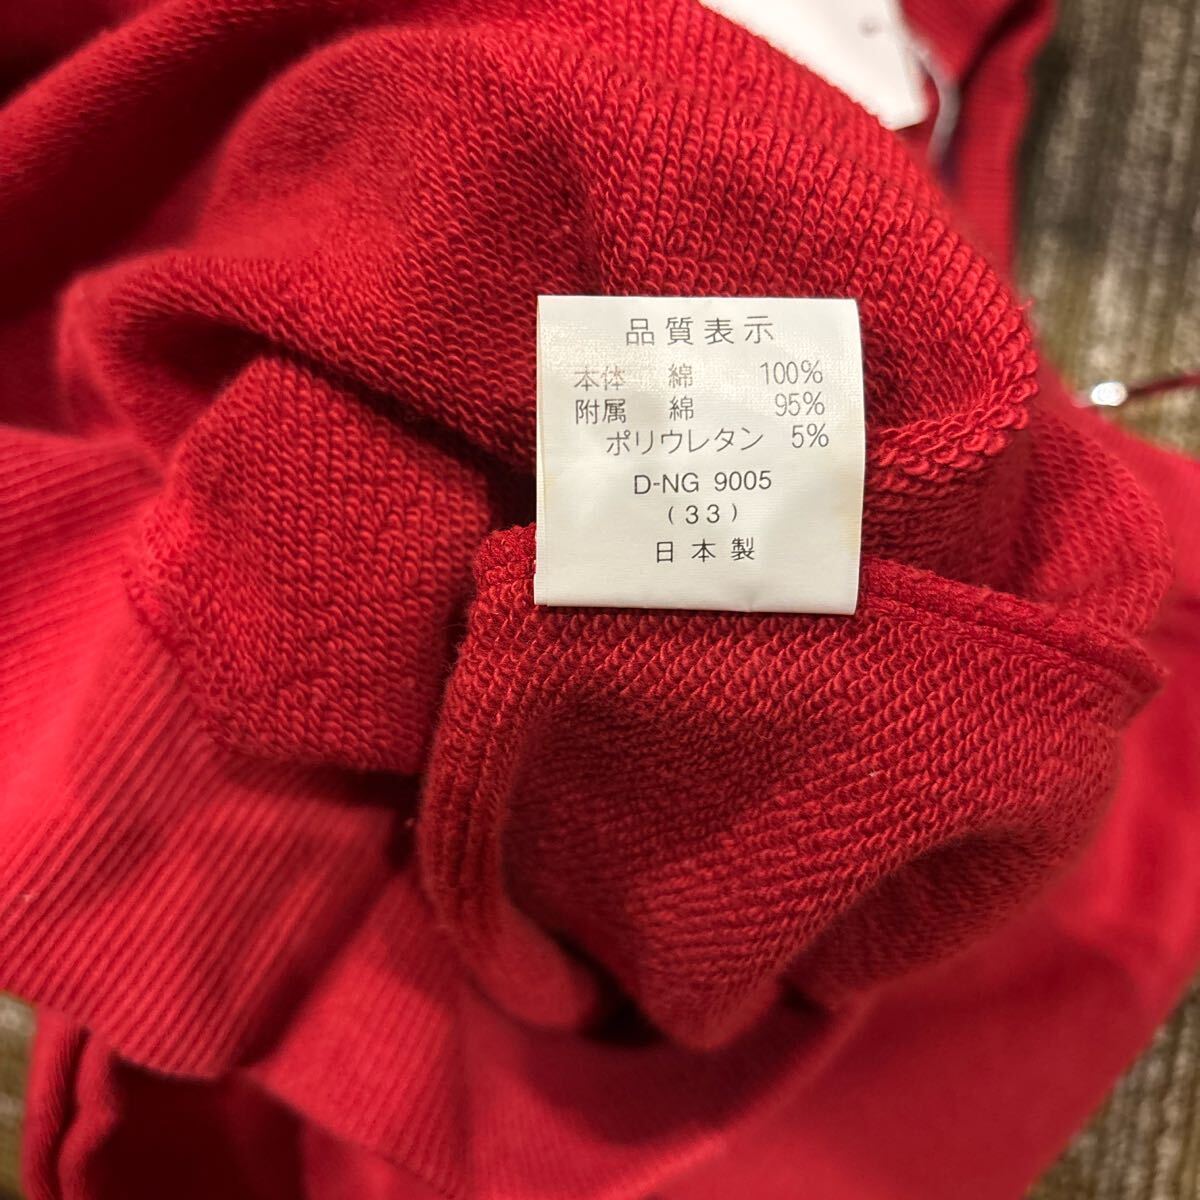 品質表示
本体 綿 100%
附属 綿 95%
ポリウレタン 5%
D-NG 9005
(33)
日本製